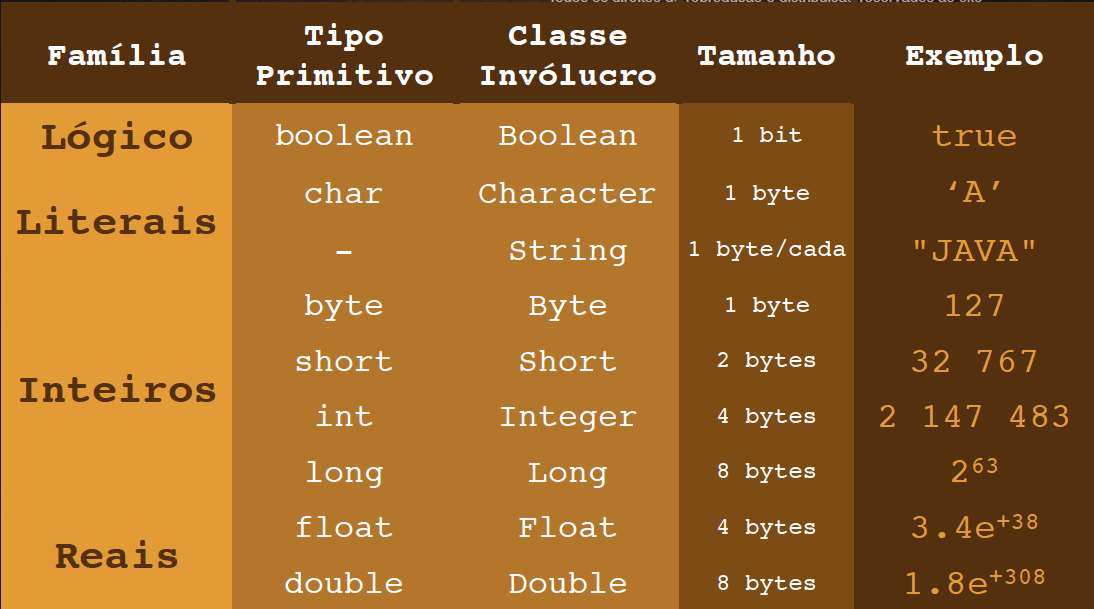 Família
Tipo Primitivo
Classe Invólucro
Tamanho
Exemplo
Lógico
boolean
Boolean
1 bit
true
Literais
char
Character
1 byte
‘A’
–
String
1 byte/cada
"JAVA"
Inteiros
byte
Byte
1 byte
127
short
Short
2 bytes
32 767
int
Integer
4 bytes
2 147 483
long
Long
8 bytes
2⁶³
Reais
float
Float
4 bytes
3.4e⁺³⁸
double
Double
8 bytes
1.8e⁺³⁰⁸